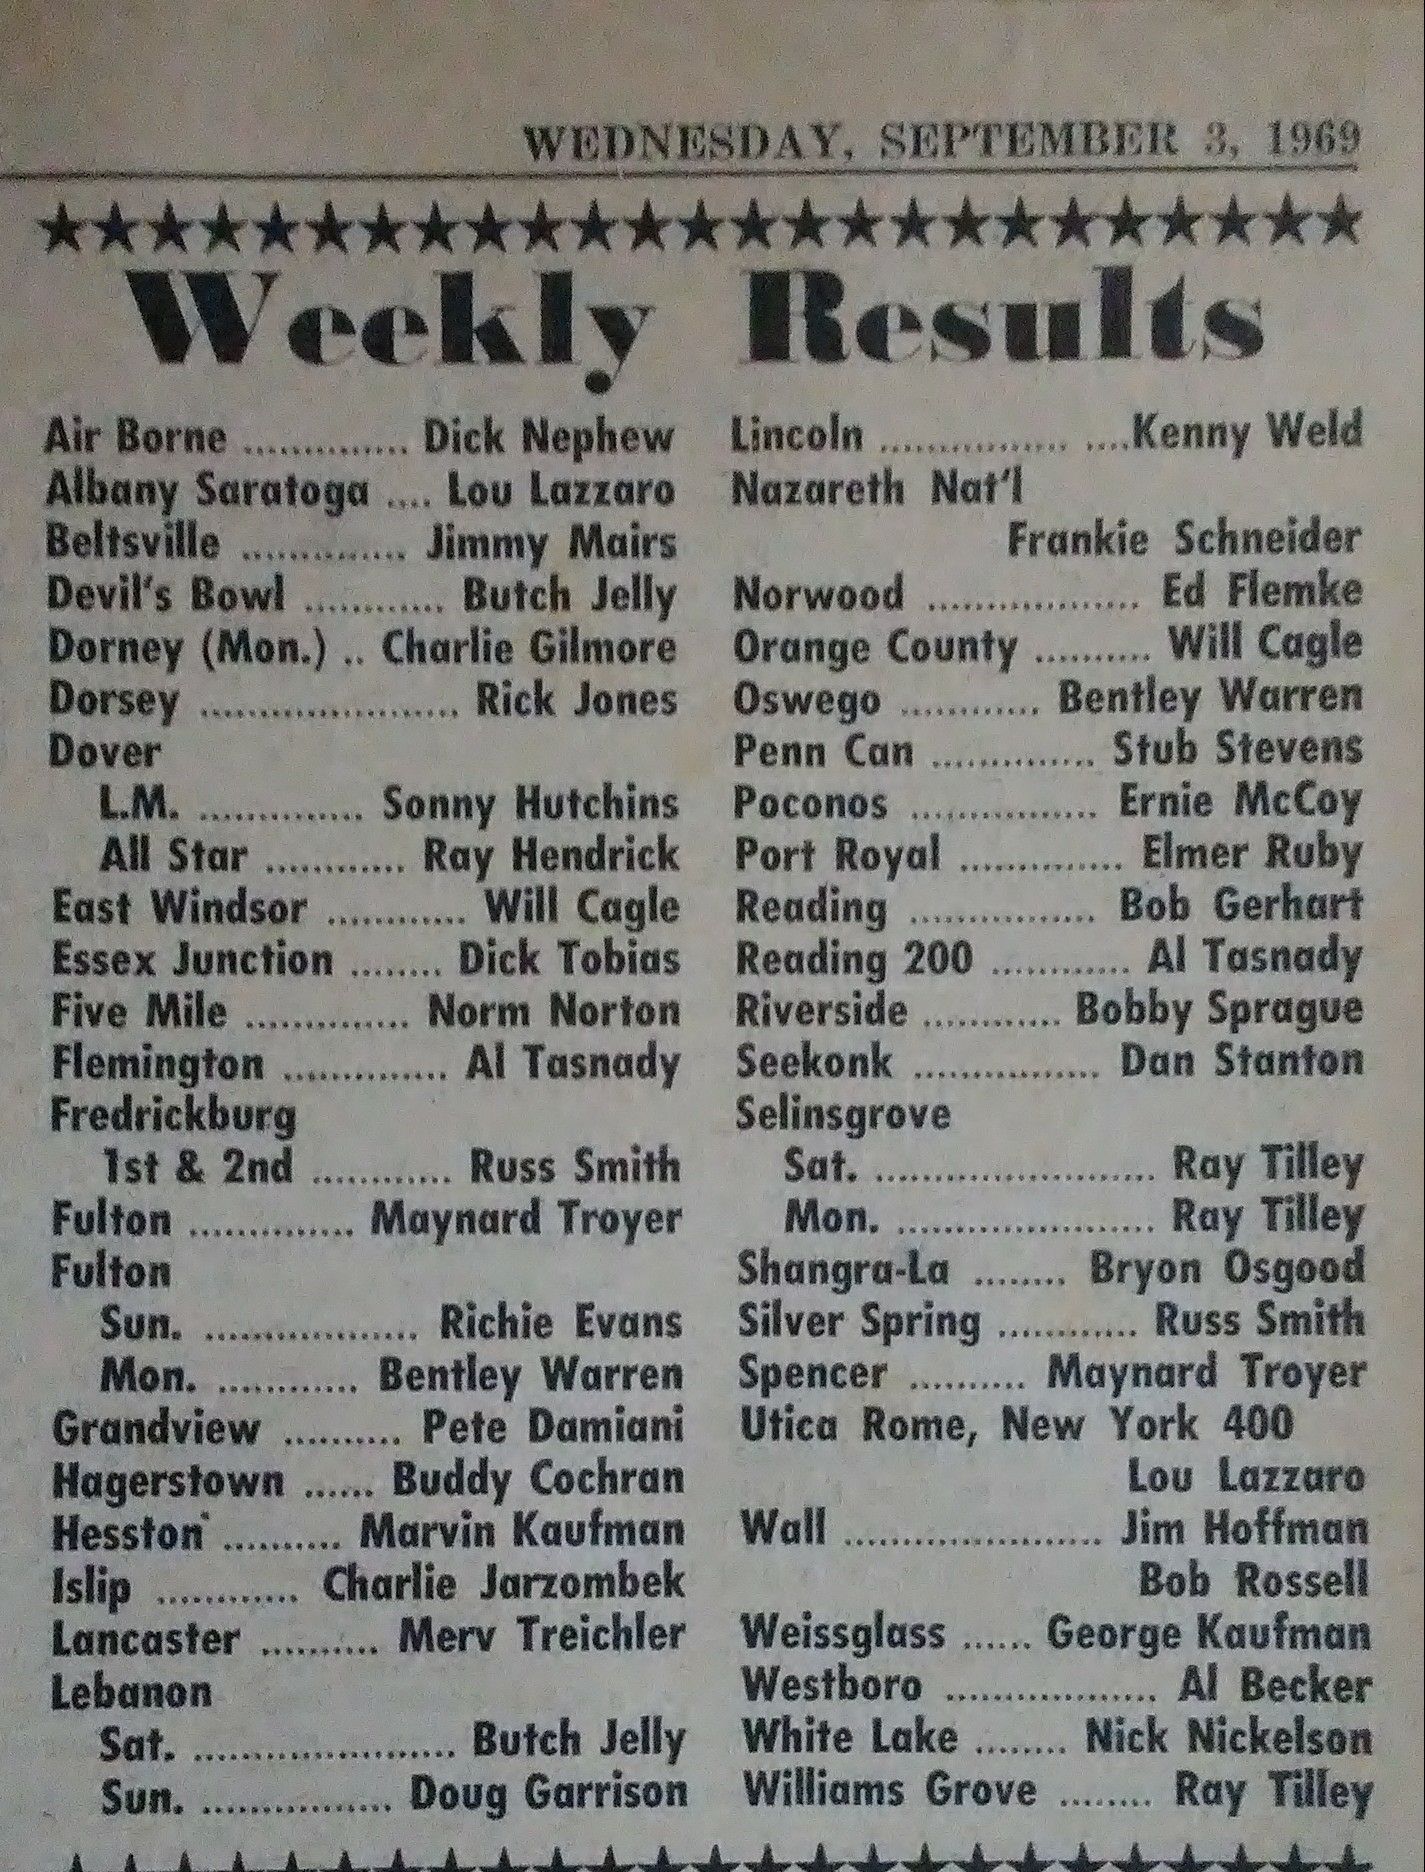 WEDNESDAY, SEPTEMBER 3, 1969
Weekly Results
Air Borne .............. Dick Nephew
Albany Saratoga .... Lou Lazzaro
Beltsville .............. Jimmy Mairs
Devil's Bowl ............ Butch Jelly
Dorney (Mon.) .. Charlie Gilmore
Dorsey ...................... Rick Jones
Dover
L.M. .............. Sonny Hutchins
All Star ............ Ray Hendrick
East Windsor ............ Will Cagle
Essex Junction ........ Dick Tobias
Five Mile .............. Norm Norton
Flemington .............. Al Tasnady
Fredrickburg
1st & 2nd ............ Russ Smith
Fulton .............. Maynard Troyer
Fulton
Sun. .................. Richie Evans
Mon. ............ Bentley Warren
Grandview .......... Pete Damiani
Hagerstown ...... Buddy Cochran
Hesston .......... Marvin Kaufman
Islip ............ Charlie Jarzombek
Lancaster .......... Merv Treichler
Lebanon
Sat. ...................... Butch Jelly
Sun. ................ Doug Garrison
Lincoln ................ ....Kenny Weld
Nazareth Nat'l
Frankie Schneider
Norwood .................. Ed Flemke
Orange County .......... Will Cagle
Oswego ............ Bentley Warren
Penn Can .............. Stub Stevens
Poconos ................ Ernie McCoy
Port Royal .............. Elmer Ruby
Reading ................ Bob Gerhart
Reading 200 ............ Al Tasnady
Riverside ............ Bobby Sprague
Seekonk ................ Dan Stanton
Selinsgrove
Sat. ........................ Ray Tilley
Mon. ...................... Ray Tilley
Shangra-La ........ Bryon Osgood
Silver Spring ............ Russ Smith
Spencer .......... Maynard Troyer
Utica Rome, New York 400
Lou Lazzaro
Wall ...................... Jim Hoffman
Bob Rossell
Weissglass ...... George Kaufman
Westboro .................. Al Becker
White Lake ........ Nick Nickelson
Williams Grove ........ Ray Tilley